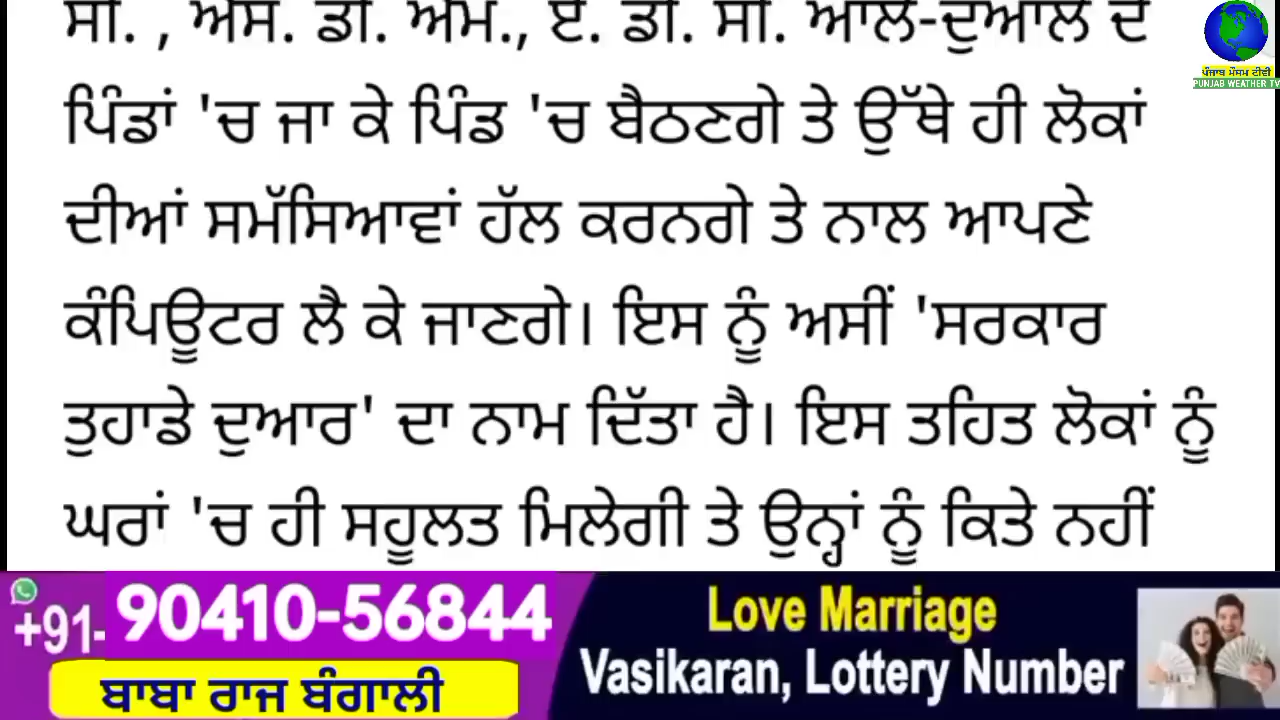 ਸੀ. , ਐਸ. ਡੀ. ਐਮ., ਏ. ਡੀ. ਸੀ. ਆਲੇ-ਦੁਆਲੇ ਦੇ
ਪਿੰਡਾਂ 'ਚ ਜਾ ਕੇ ਪਿੰਡ 'ਚ ਬੈਠਣਗੇ ਤੇ ਉੱਥੇ ਹੀ ਲੋਕਾਂ
ਦੀਆਂ ਸਮੱਸਿਆਵਾਂ ਹੱਲ ਕਰਨਗੇ ਤੇ ਨਾਲ ਆਪਣੇ
ਕੰਪਿਊਟਰ ਲੈ ਕੇ ਜਾਣਗੇ। ਇਸ ਨੂੰ ਅਸੀਂ 'ਸਰਕਾਰ
ਤੁਹਾਡੇ ਦੁਆਰ' ਦਾ ਨਾਮ ਦਿੱਤਾ ਹੈ। ਇਸ ਤਹਿਤ ਲੋਕਾਂ ਨੂੰ
ਘਰਾਂ 'ਚ ਹੀ ਸਹੂਲਤ ਮਿਲੇਗੀ ਤੇ ਉਨ੍ਹਾਂ ਨੂੰ ਕਿਤੇ ਨਹੀਂ
ਪੰਜਾਬ ਮੌਸਮ ਟੀਵੀ
PUNJAB WEATHER TV
+91- 90410-56844
ਬਾਬਾ ਰਾਜ ਬੰਗਾਲੀ
Love Marriage
Vasikaran, Lottery Number